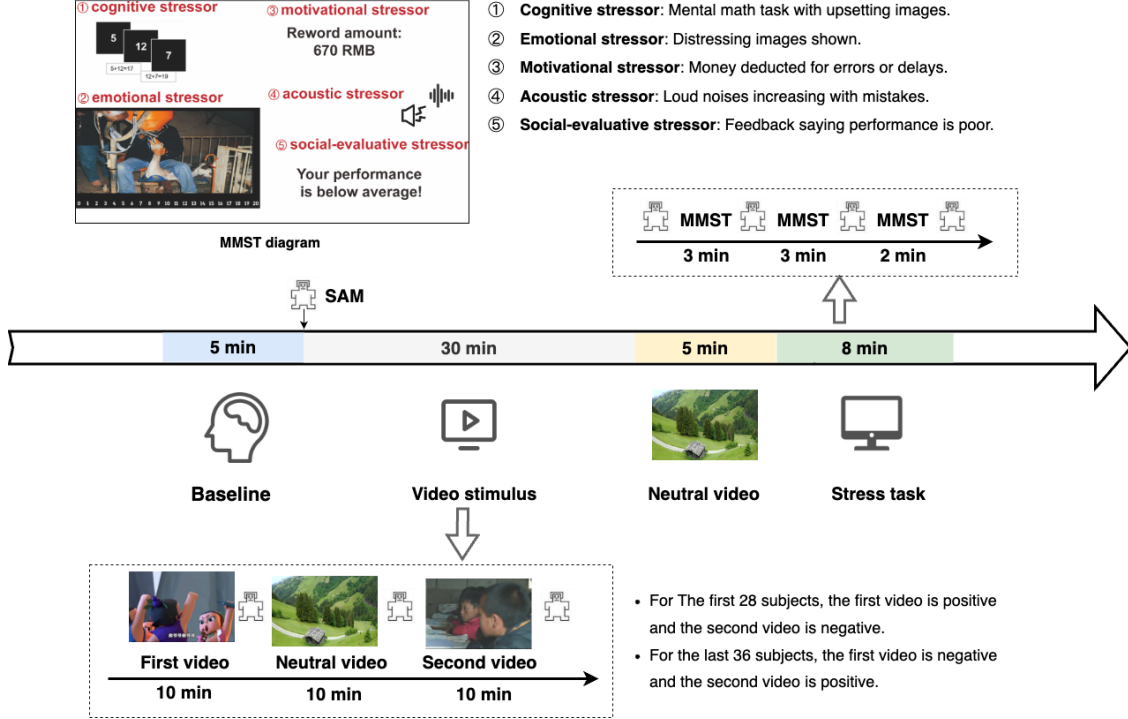 ① cognitive stressor
5
12
7
5+12=17
12+7=19
② emotional stressor
0 1 2 3 4 5 6 7 8 9 10 11 12 13 14 15 16 17 18 19 20
③ motivational stressor
Reword amount:
670 RMB
④ acoustic stressor
⑤ social-evaluative stressor
Your performance
is below average!
MMST diagram
① Cognitive stressor: Mental math task with upsetting images.
② Emotional stressor: Distressing images shown.
③ Motivational stressor: Money deducted for errors or delays.
④ Acoustic stressor: Loud noises increasing with mistakes.
⑤ Social-evaluative stressor: Feedback saying performance is poor.
MMST MMST MMST
3 min 3 min 2 min
SAM
5 min 30 min 5 min 8 min
Baseline Video stimulus Neutral video Stress task
First video Neutral video Second video
10 min 10 min 10 min
• For The first 28 subjects, the first video is positive
and the second video is negative.
• For the last 36 subjects, the first video is negative
and the second video is positive.